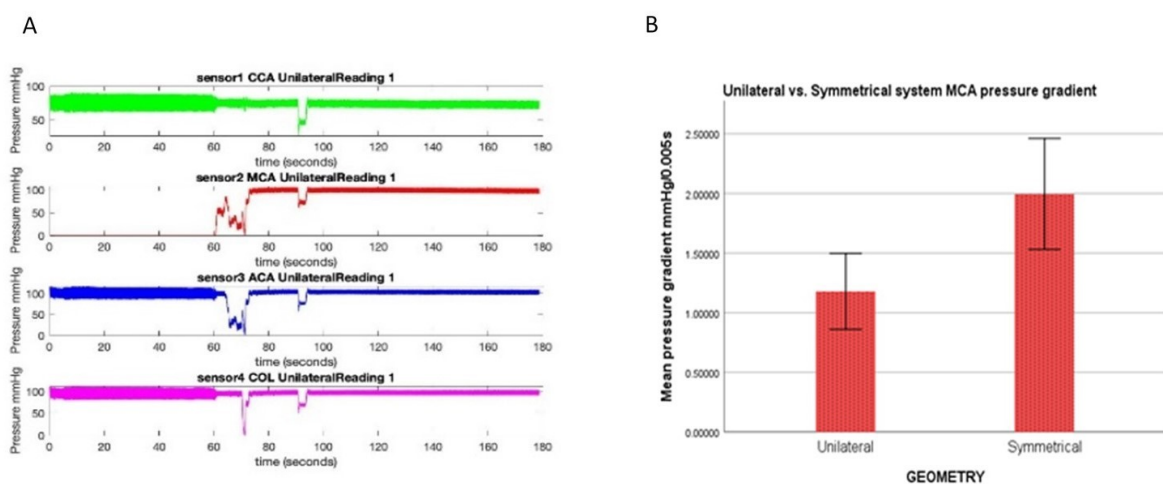 A
sensor1 CCA UnilateralReading 1
Pressure mmHg
100
50
0 20 40 60 80 100 120 140 160 180
time (seconds)
sensor2 MCA UnilateralReading 1
Pressure mmHg
100
50
0
0 20 40 60 80 100 120 140 160 180
time (seconds)
sensor3 ACA UnilateralReading 1
Pressure mmHg
100
50
0
0 20 40 60 80 100 120 140 160 180
time (seconds)
sensor4 COL UnilateralReading 1
Pressure mmHg
100
50
0
0 20 40 60 80 100 120 140 160 180
time (seconds)
B
Unilateral vs. Symmetrical system MCA pressure gradient
Mean pressure gradient mmHg/0.005s
2.50000
2.00000
1.50000
1.00000
0.50000
0.00000
Unilateral Symmetrical
GEOMETRY